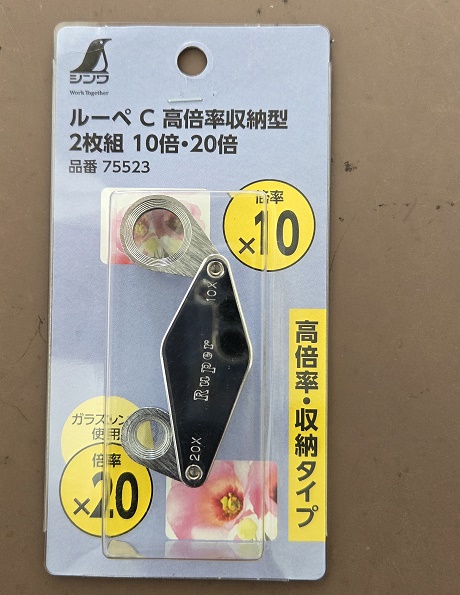 シンワ
Work Together
ルーペ C 高倍率収納型
2枚組 10倍・20倍
品番 75523
倍率
×10
10X
Ruper
20X
高倍率・収納タイプ
ガラスレン
使用
倍率
×20